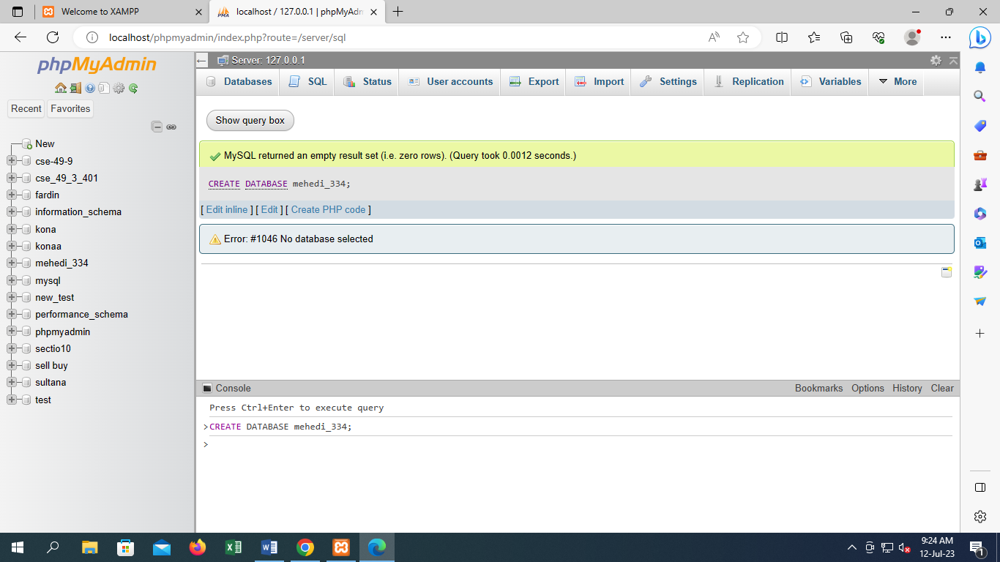 Welcome to XAMPP
localhost / 127.0.0.1 | phpMyAdm
localhost/phpmyadmin/index.php?route=/server/sql
phpMyAdmin
Recent Favorites
New
cse-49-9
cse_49_3_401
fardin
information_schema
kona
konaa
mehedi_334
mysql
new_test
performance_schema
phpmyadmin
sectio10
sell buy
sultana
test
Server: 127.0.0.1
Databases SQL Status User accounts Export Import Settings Replication Variables More
Show query box
MySQL returned an empty result set (i.e. zero rows). (Query took 0.0012 seconds.)
CREATE DATABASE mehedi_334;
[ Edit inline ] [ Edit ] [ Create PHP code ]
Error: #1046 No database selected
Console Bookmarks Options History Clear
Press Ctrl+Enter to execute query
>CREATE DATABASE mehedi_334;
>
9:24 AM
12-Jul-23
1